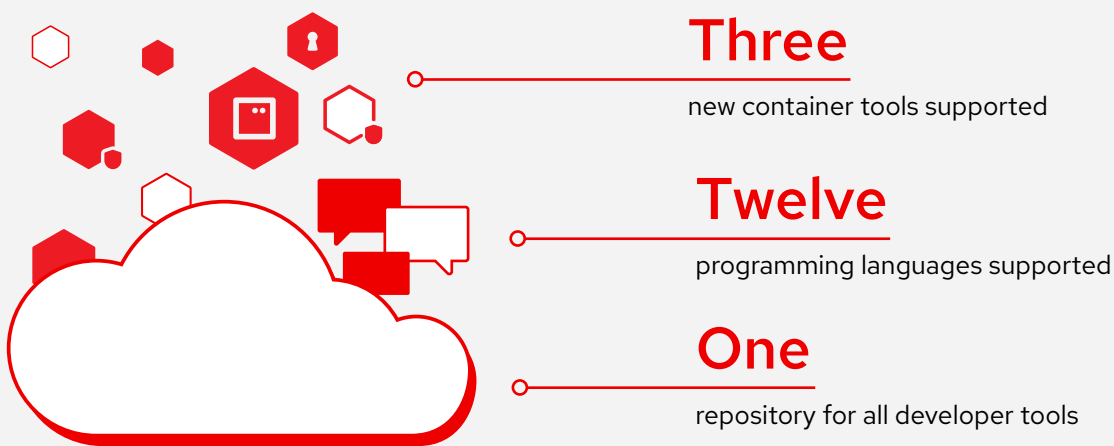 Three
new container tools supported
Twelve
programming languages supported
One
repository for all developer tools